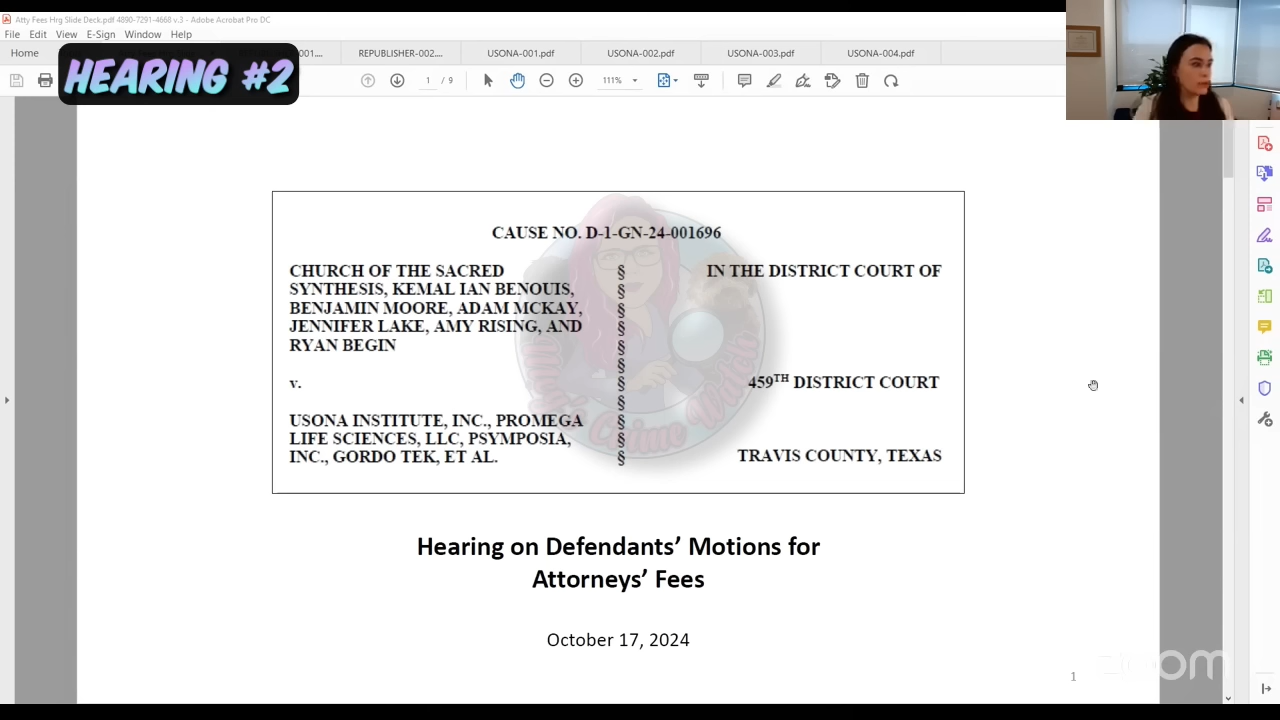 Atty Fees Hrg Slide Deck.pdf 4890-7291-4668 v.3 - Adobe Acrobat Pro DC
File Edit View E-Sign Window Help
Home 001.... REPUBLISHER-002.... USONA-001.pdf USONA-002.pdf USONA-003.pdf USONA-004.pdf
HEARING #2
1 / 9 111%
CAUSE NO. D-1-GN-24-001696
CHURCH OF THE SACRED § IN THE DISTRICT COURT OF
SYNTHESIS, KEMAL IAN BENOUIS, §
BENJAMIN MOORE, ADAM MCKAY, §
JENNIFER LAKE, AMY RISING, AND §
RYAN BEGIN §
§
v. § 459TH DISTRICT COURT
§
USONA INSTITUTE, INC., PROMEGA §
LIFE SCIENCES, LLC, PSYMPOSIA, §
INC., GORDO TEK, ET AL. § TRAVIS COUNTY, TEXAS
Hearing on Defendants’ Motions for
Attorneys’ Fees
October 17, 2024
1